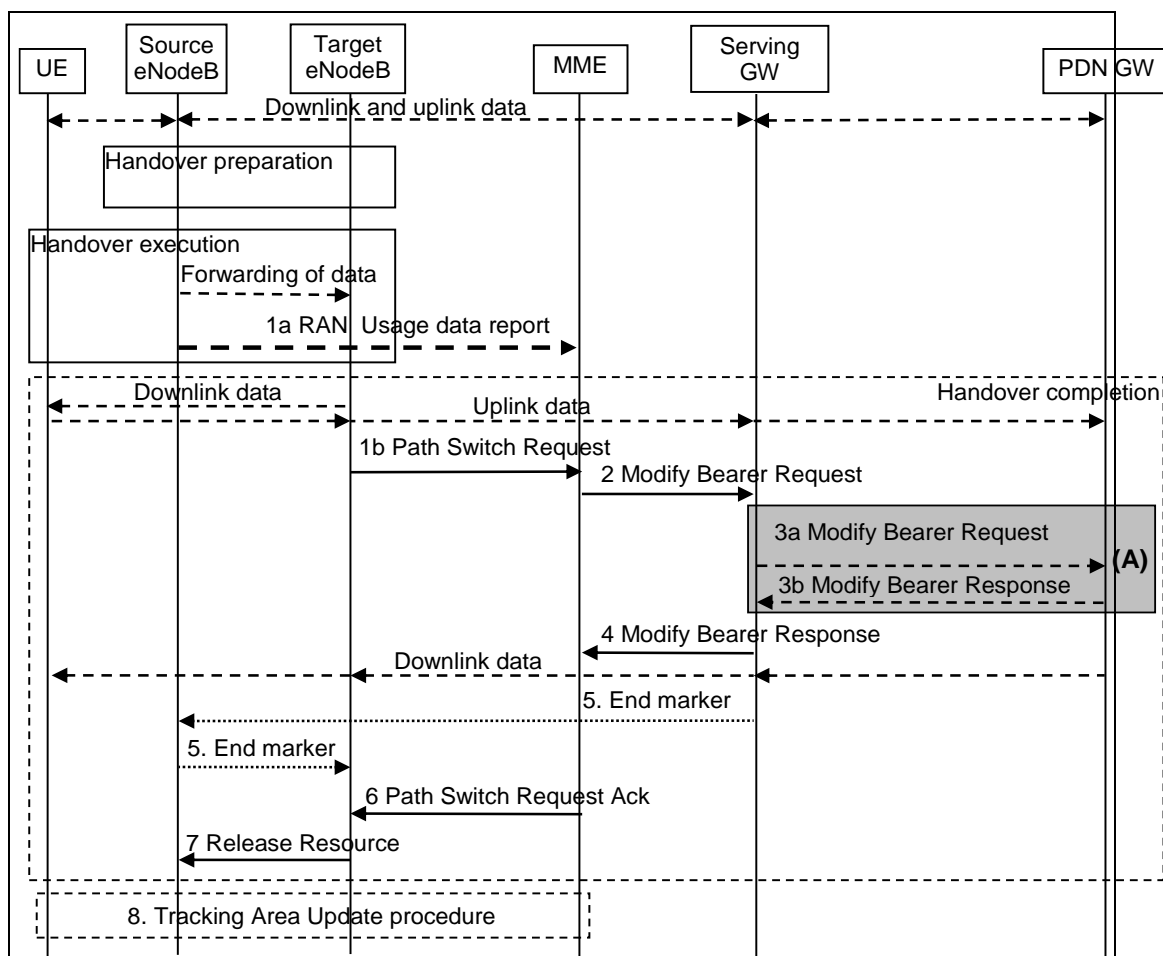 UE
Source
eNodeB
Target
eNodeB
MME
Serving
GW
PDN GW
Downlink and uplink data
Handover preparation
Handover execution
Forwarding of data
1a RAN  Usage data report
Downlink data
Handover completion
Uplink data
1b Path Switch Request
2 Modify Bearer Request
3a Modify Bearer Request
(A)
3b Modify Bearer Response
4 Modify Bearer Response
Downlink data
5. End marker
5. End marker
6 Path Switch Request Ack
7 Release Resource
8. Tracking Area Update procedure